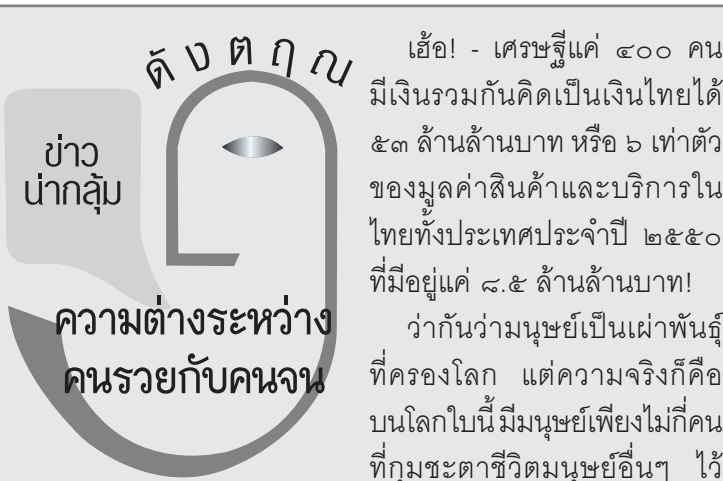 ดังตฤณ
ข่าว
น่ากลุ้ม
ความต่างระหว่าง
คนรวยกับคนจน
เฮ้อ! - เศรษฐีแค่ ๔๐๐ คน
มีเงินรวมกันคิดเป็นเงินไทยได้
๕๓ ล้านล้านบาท หรือ ๖ เท่าตัว
ของมูลค่าสินค้าและบริการใน
ไทยทั้งประเทศประจำปี ๒๕๕๐
ที่มีอยู่แค่ ๘.๕ ล้านล้านบาท!
ว่ากันว่ามนุษย์เป็นเผ่าพันธุ์
ที่ครองโลก แต่ความจริงก็คือ
บนโลกใบนี้ มีมนุษย์เพียงไม่กี่คน
ที่กุมชะตาชีวิตมนุษย์อื่นๆ ไว้